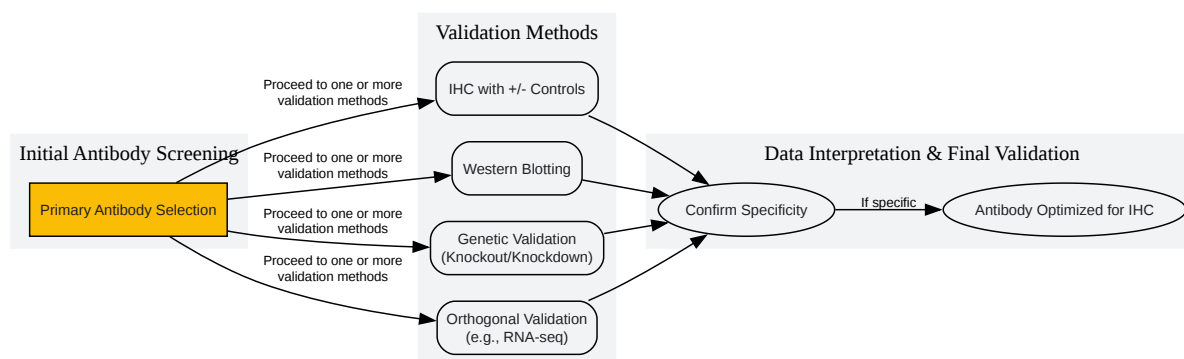 Initial Antibody Screening
Primary Antibody Selection
Proceed to one or more
validation methods
Proceed to one or more
validation methods
Proceed to one or more
validation methods
Proceed to one or more
validation methods
Validation Methods
IHC with +/- Controls
Western Blotting
Genetic Validation
(Knockout/Knockdown)
Orthogonal Validation
(e.g., RNA-seq)
Data Interpretation & Final Validation
Confirm Specificity
If specific
Antibody Optimized for IHC